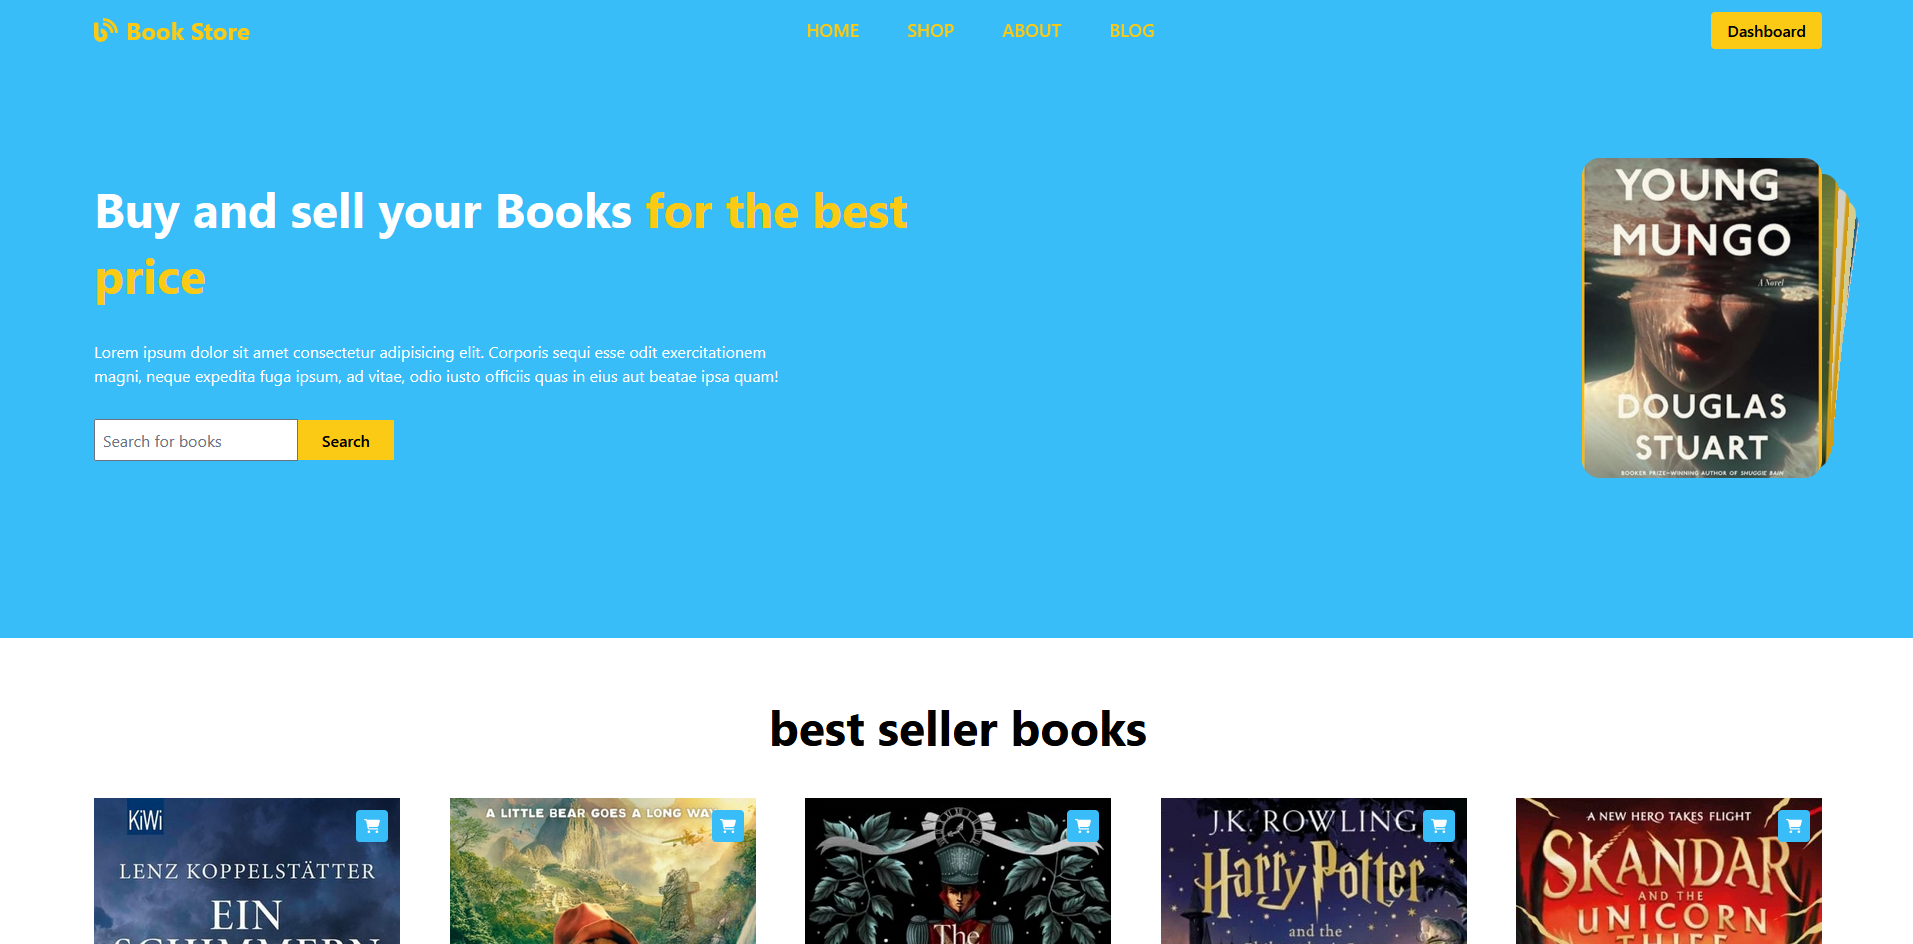 Book Store
HOME SHOP ABOUT BLOG
Dashboard
Buy and sell your Books for the best
price
Lorem ipsum dolor sit amet consectetur adipisicing elit. Corporis sequi esse odit exercitationem
magni, neque expedita fuga ipsum, ad vitae, odio iusto officiis quas in eius aut beatae ipsa quam!
Search for books
Search
YOUNG
MUNGO
A Novel
DOUGLAS
STUART
BOOKER PRIZE-WINNING AUTHOR OF SHUGGIE BAIN
best seller books
KiWi
LENZ KOPPELSTÄTTER
EIN
SCHIMMERN
A LITTLE BEAR GOES A LONG WAY
The
J.K. ROWLING
Harry Potter
and the
A NEW HERO TAKES FLIGHT
SKANDAR
AND THE
UNICORN
THIEF